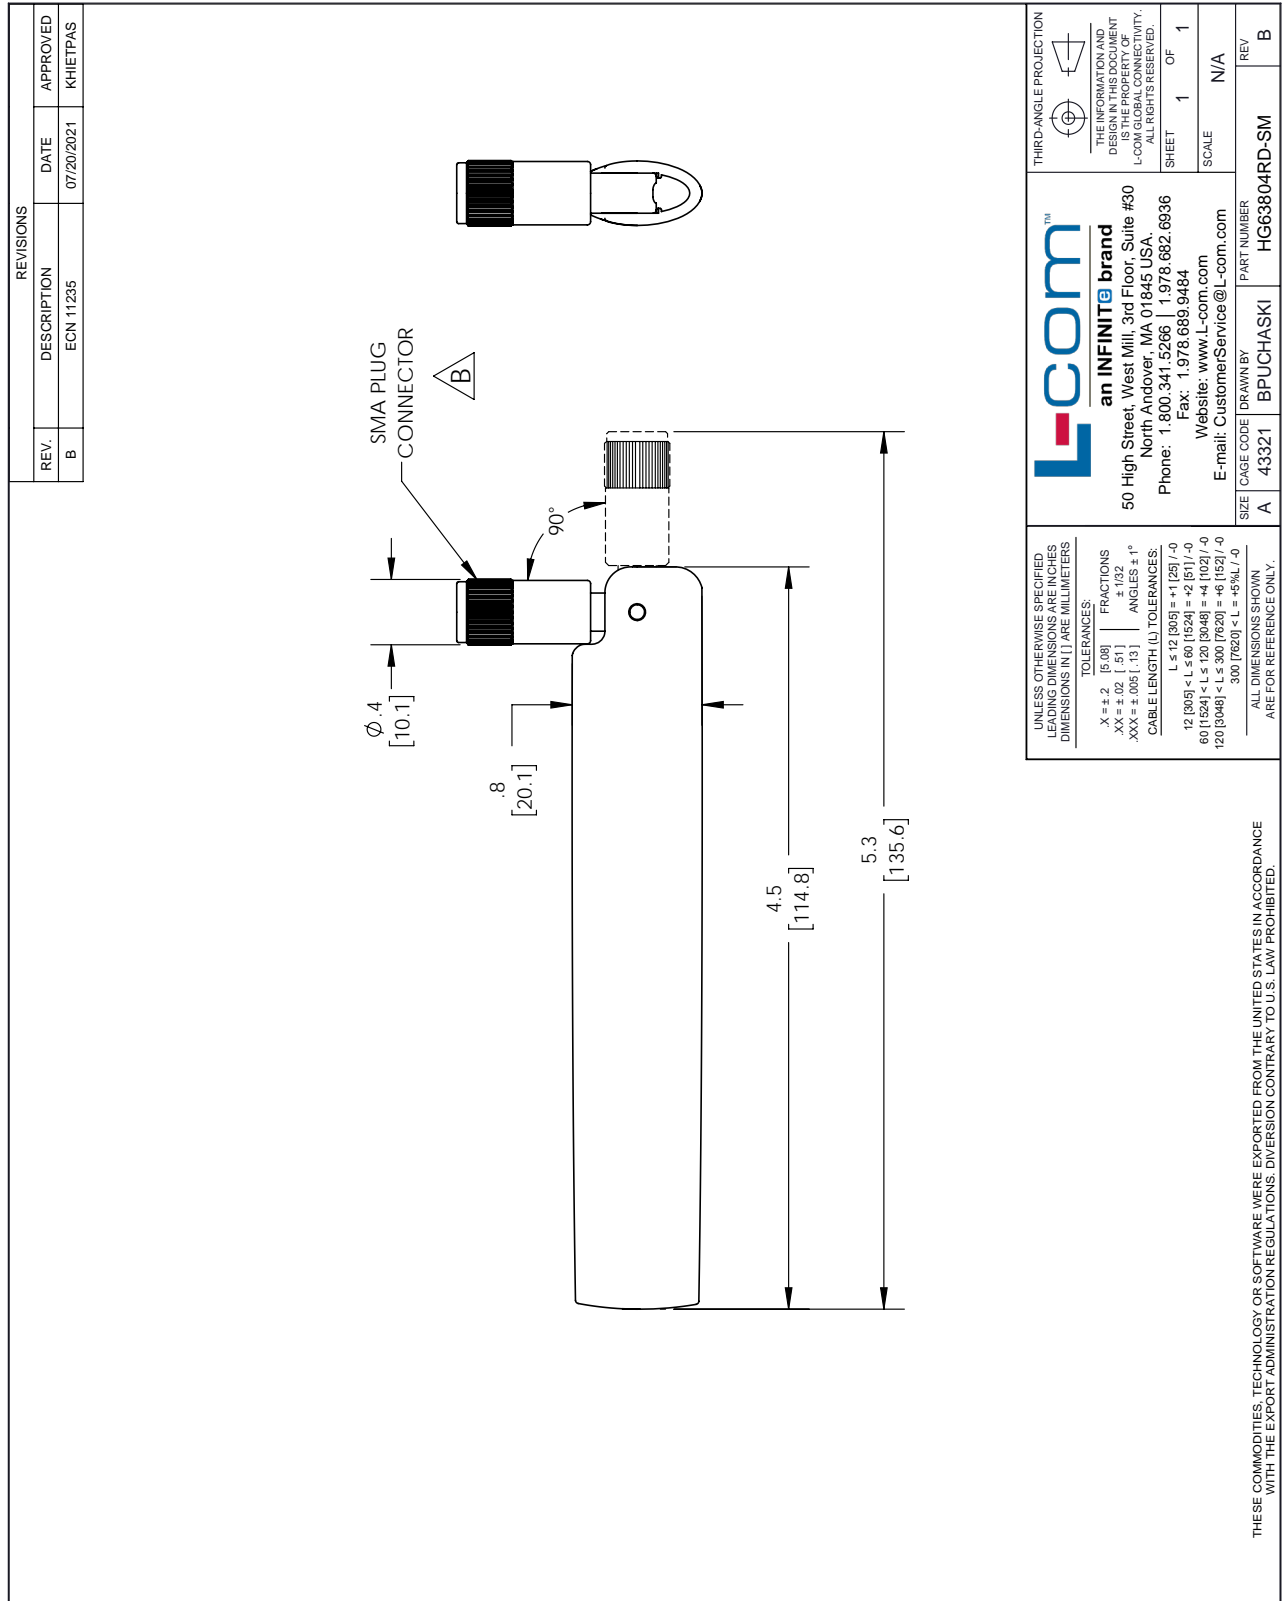 REVISIONS
REV. DESCRIPTION DATE APPROVED
B ECN 11235 07/20/2021 KHIETPAS
SMA PLUG
CONNECTOR
B
90°
Ø.4
[10.1]
.8
[20.1]
4.5
[114.8]
5.3
[135.6]
UNLESS OTHERWISE SPECIFIED
LEADING DIMENSIONS ARE INCHES
DIMENSIONS IN [ ] ARE MILLIMETERS
TOLERANCES:
.X = ±.2 [5.08] FRACTIONS
.XX = ±.02 [.51] ± 1/32
.XXX = ±.005 [.13] ANGLES ± 1°
CABLE LENGTH (L) TOLERANCES:
L ≤ 12 [305] = +1 [25] / -0
12 [305] < L ≤ 60 [1524] = +2 [51] / -0
60 [1524] < L ≤ 120 [3048] = +4 [102] / -0
120 [3048] < L ≤ 300 [7620] = +6 [152] / -0
300 [7620] < L = +5%L / -0
ALL DIMENSIONS SHOWN
ARE FOR REFERENCE ONLY.
L-com™
an INFINITe brand
50 High Street, West Mill, 3rd Floor, Suite #30
North Andover, MA 01845 USA.
Phone: 1.800.341.5266 | 1.978.682.6936
Fax: 1.978.689.9484
Website: www.L-com.com
E-mail: CustomerService@L-com.com
THIRD-ANGLE PROJECTION
THE INFORMATION AND
DESIGN IN THIS DOCUMENT
IS THE PROPERTY OF
L-COM GLOBAL CONNECTIVITY.
ALL RIGHTS RESERVED.
SHEET 1 OF 1
SCALE N/A
SIZE CAGE CODE DRAWN BY PART NUMBER REV
A 43321 BPUCHASKI HG63804RD-SM B
THESE COMMODITIES, TECHNOLOGY OR SOFTWARE WERE EXPORTED FROM THE UNITED STATES IN ACCORDANCE
WITH THE EXPORT ADMINISTRATION REGULATIONS. DIVERSION CONTRARY TO U.S. LAW PROHIBITED.